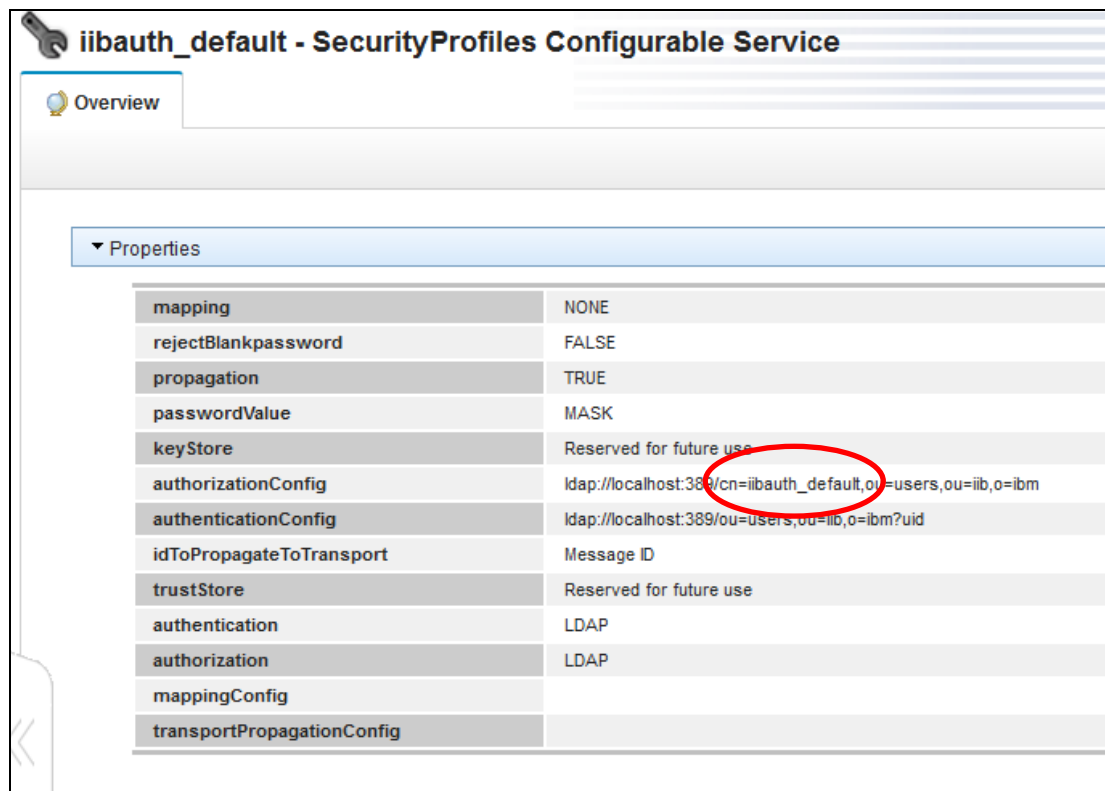 iibauth_default - SecurityProfiles Configurable Service
Overview
Properties
mapping NONE
rejectBlankpassword FALSE
propagation TRUE
passwordValue MASK
keyStore Reserved for future use
authorizationConfig ldap://localhost:389/cn=iibauth_default,ou=users,ou=iib,o=ibm
authenticationConfig ldap://localhost:389/ou=users,ou=iib,o=ibm?uid
idToPropagateToTransport Message ID
trustStore Reserved for future use
authentication LDAP
authorization LDAP
mappingConfig
transportPropagationConfig